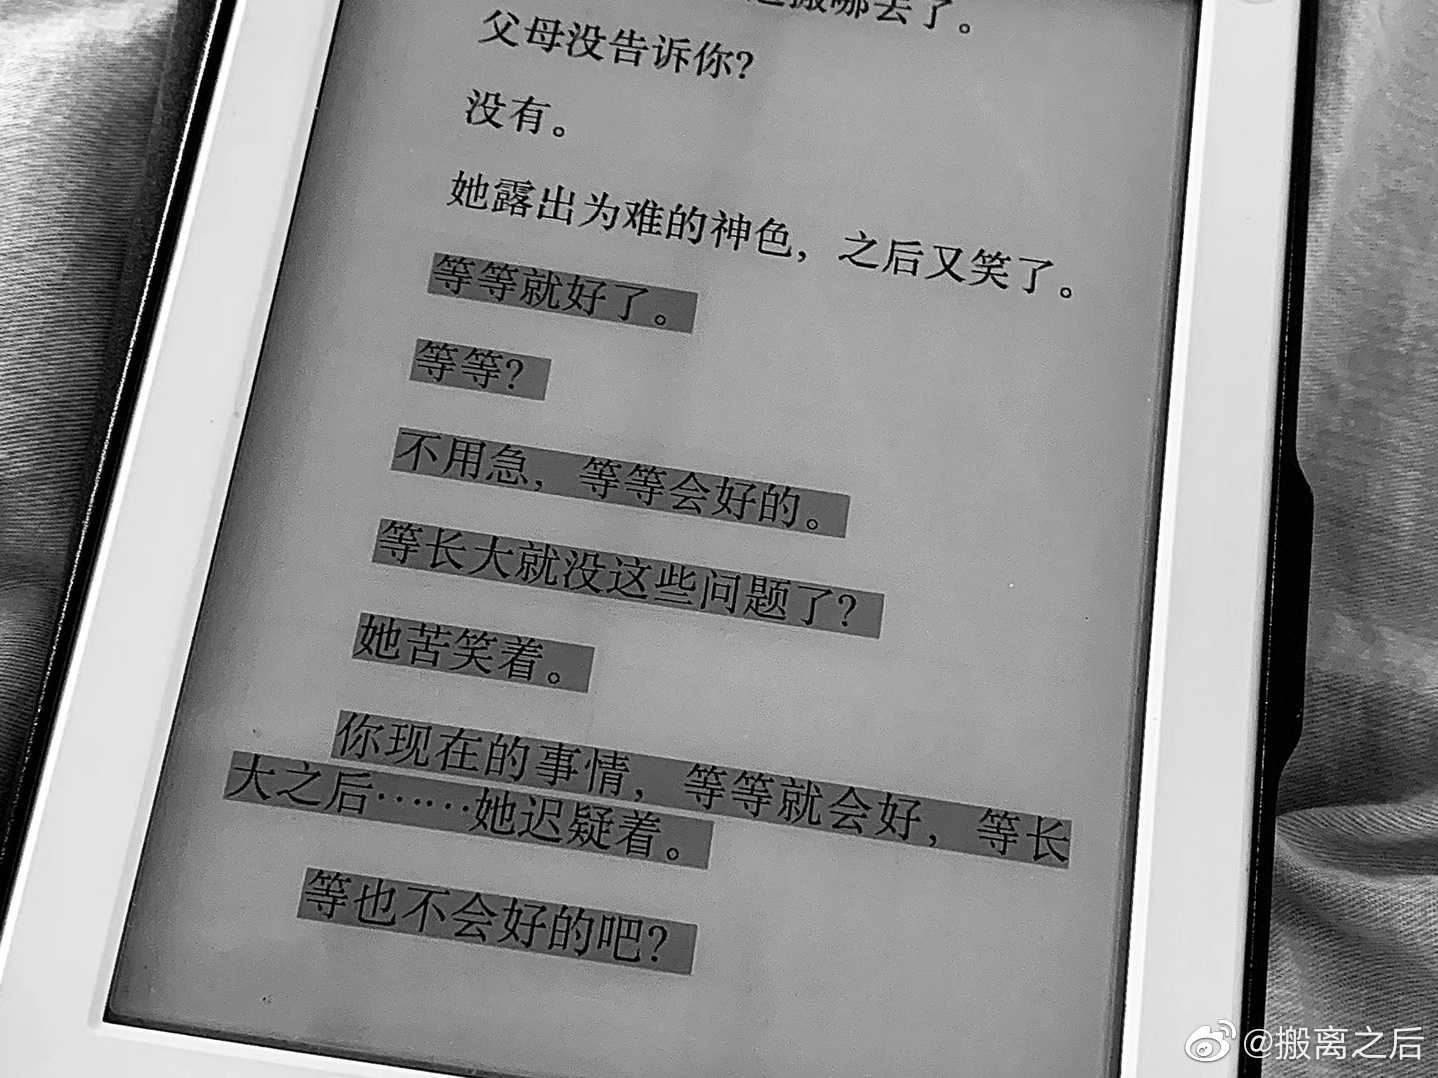 搬哪去了。
父母没告诉你？
没有。
她露出为难的神色，之后又笑了。
等等就好了。
等等？
不用急，等等会好的。
等长大就没这些问题了？
她苦笑着。
你现在的事情，等等就会好，等长
大之后……她迟疑着。
等也不会好的吧？
@搬离之后